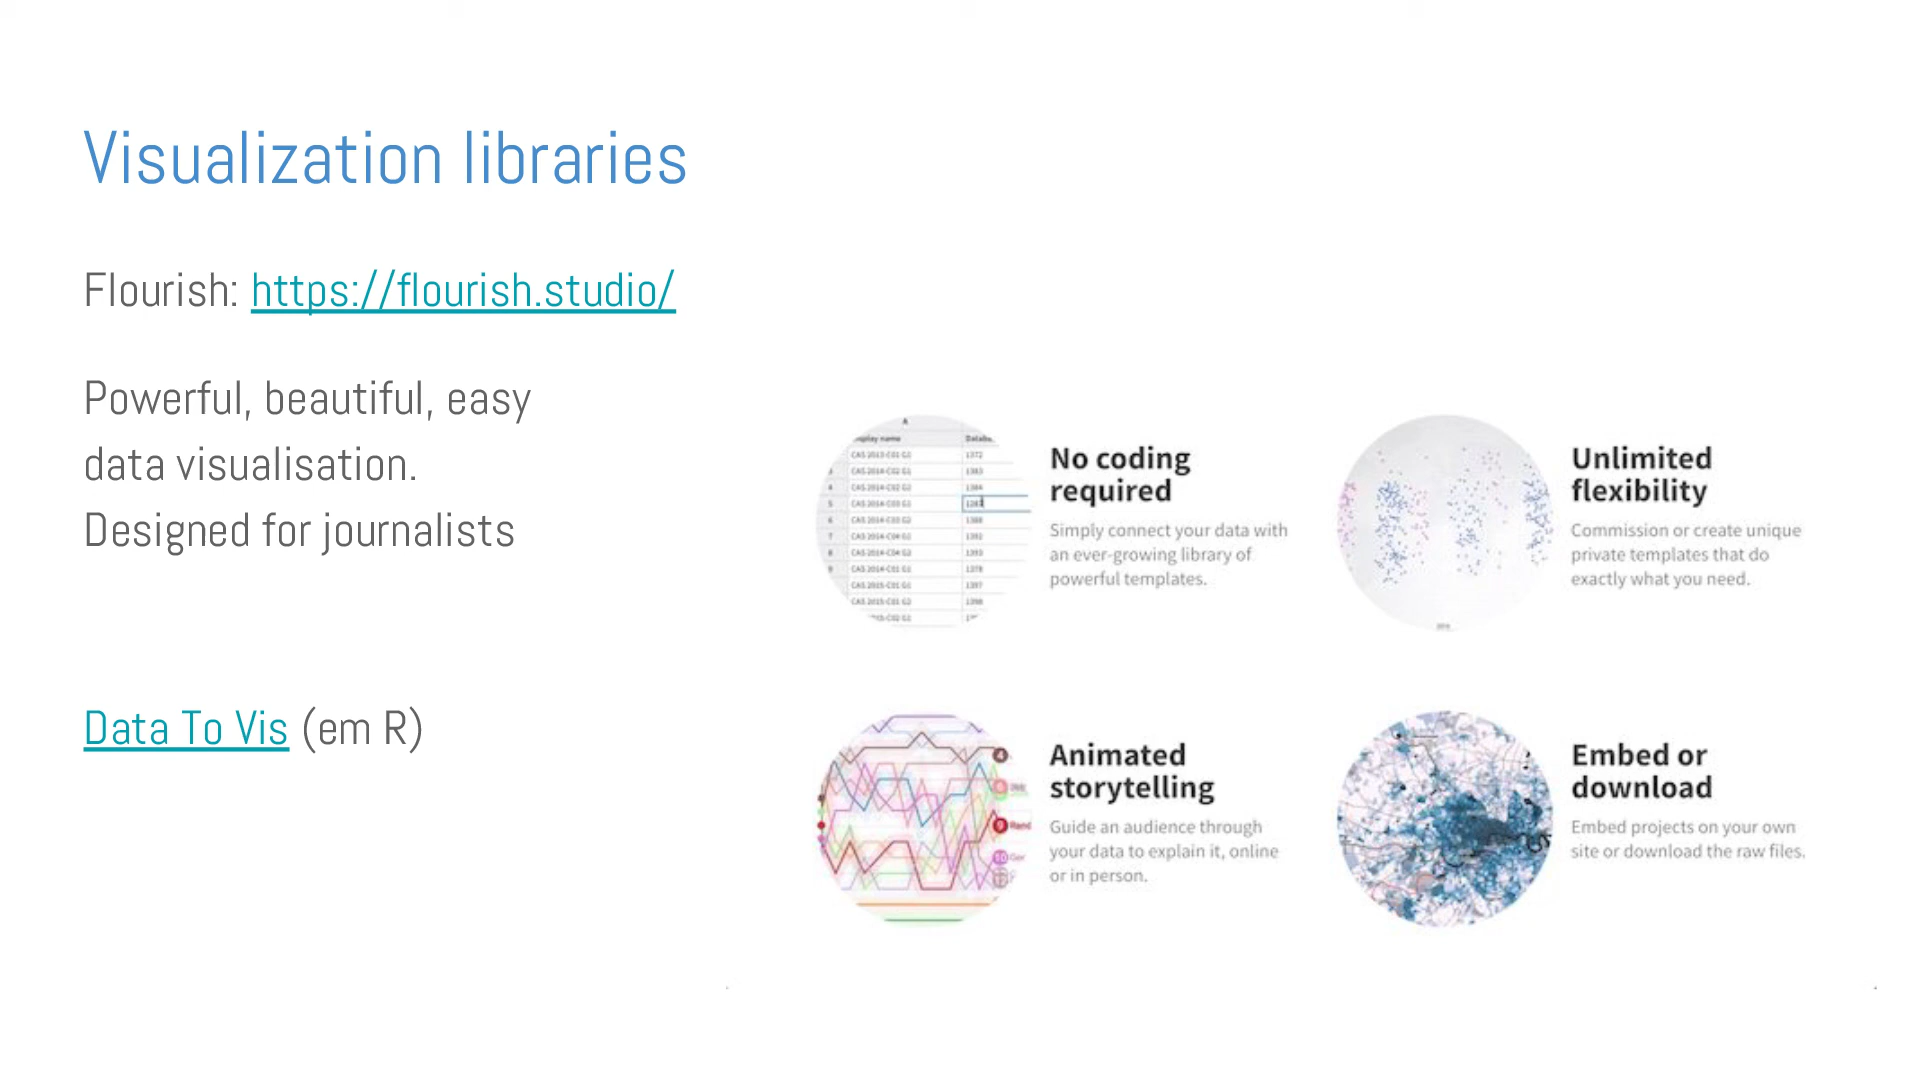 Visualization libraries
Flourish: https://flourish.studio/
Powerful, beautiful, easy
data visualisation.
Designed for journalists
Data To Vis (em R)
No coding
required
Simply connect your data with
an ever-growing library of
powerful templates.
Unlimited
flexibility
Commission or create unique
private templates that do
exactly what you need.
Animated
storytelling
Guide an audience through
your data to explain it, online
or in person.
Embed or
download
Embed projects on your own
site or download the raw files.